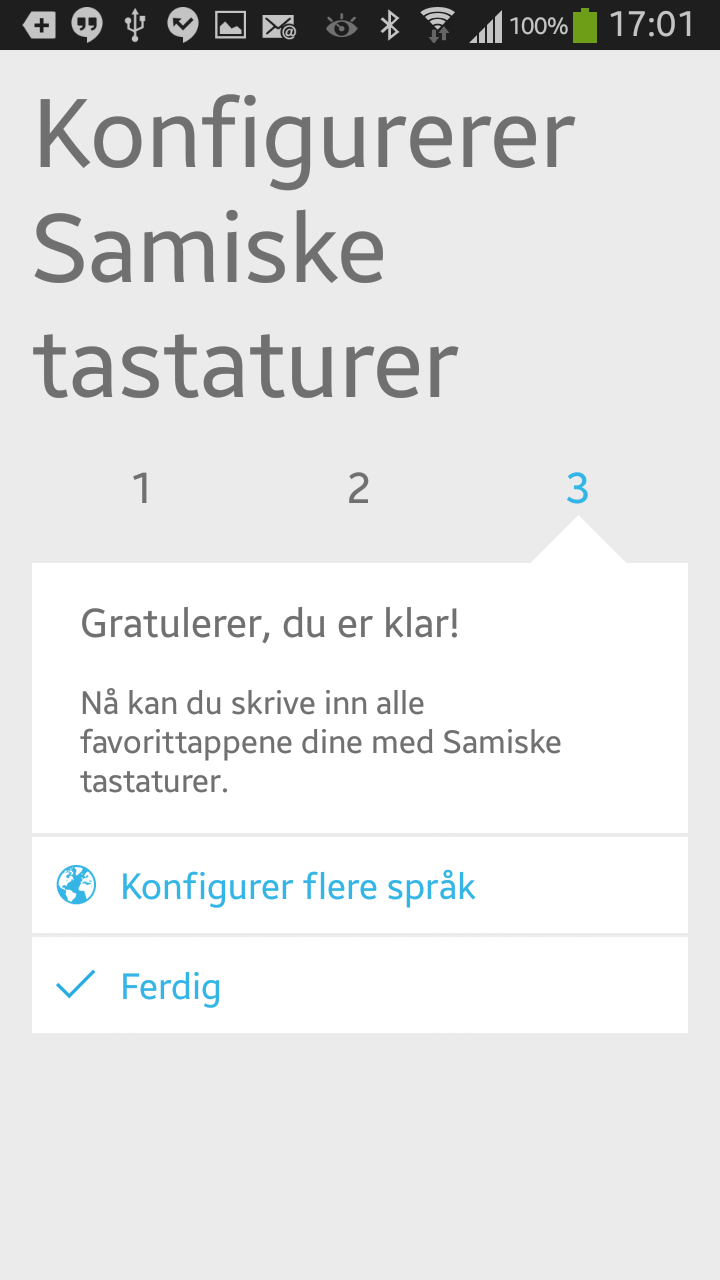 100% 17:01
Konfigurerer
Samiske
tastaturer
1 2 3
Gratulerer, du er klar!
Nå kan du skrive inn alle
favorittappene dine med Samiske
tastaturer.
Konfigurer flere språk
Ferdig